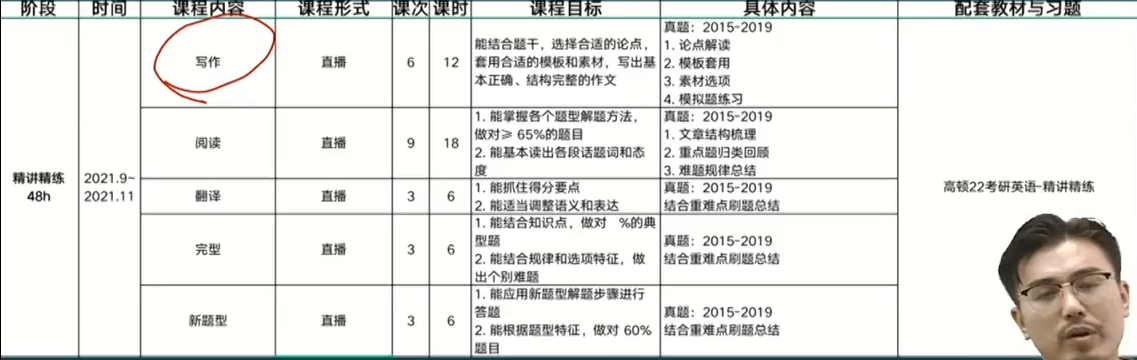 阶段 时间 课程内容 课程形式 课次 课时 课程目标 具体内容 配套教材与习题
精讲精练
48h
2021.9~
2021.11
写作 直播 6 12
能结合题干，选择合适的论点，
套用合适的模板和素材，写出基
本正确、结构完整的作文
真题：2015-2019
1. 论点解读
2. 模板套用
3. 素材选项
4. 模拟题练习
阅读 直播 9 18
1. 能掌握各个题型解题方法，
做对≥ 65%的题目
2. 能基本读出各段话题词和态
度
真题：2015-2019
1. 文章结构梳理
2. 重点题归类回顾
3. 难题规律总结
翻译 直播 3 6
1. 能抓住得分要点
2. 能适当调整语义和表达
真题：2015-2019
结合重难点刷题总结
完型 直播 3 6
1. 能结合知识点，做对 %的典
型题
2. 能结合规律和选项特征，做
出个别难题
真题：2015-2019
结合重难点刷题总结
新题型 直播 3 6
1. 能应用新题型解题步骤进行
答题
2. 能根据题型特征，做对 60%
题目
真题：2015-2019
结合重难点刷题总结
高顿22考研英语-精讲精练